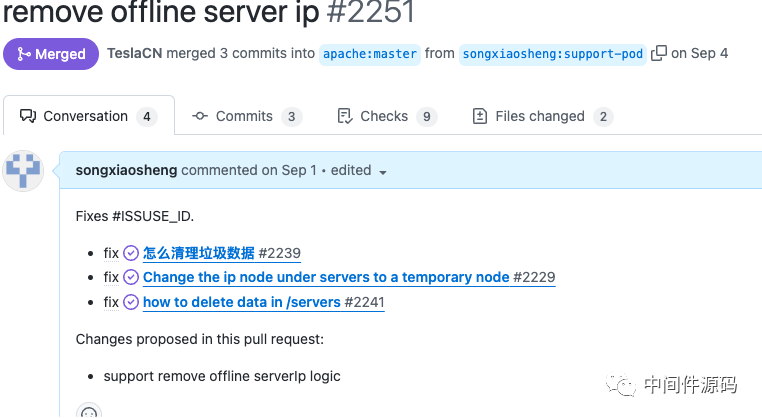 remove offline server ip #2251
Merged TeslaCN merged 3 commits into apache:master from songxiaosheng:support-pod on Sep 4
Conversation 4 Commits 3 Checks 9 Files changed 2
songxiaosheng commented on Sep 1 • edited
Fixes #ISSUSE_ID.
• fix 怎么清理垃圾数据 #2239
• fix Change the ip node under servers to a temporary node #2229
• fix how to delete data in /servers #2241
Changes proposed in this pull request:
• support remove offline serverIp logic
中间件源码